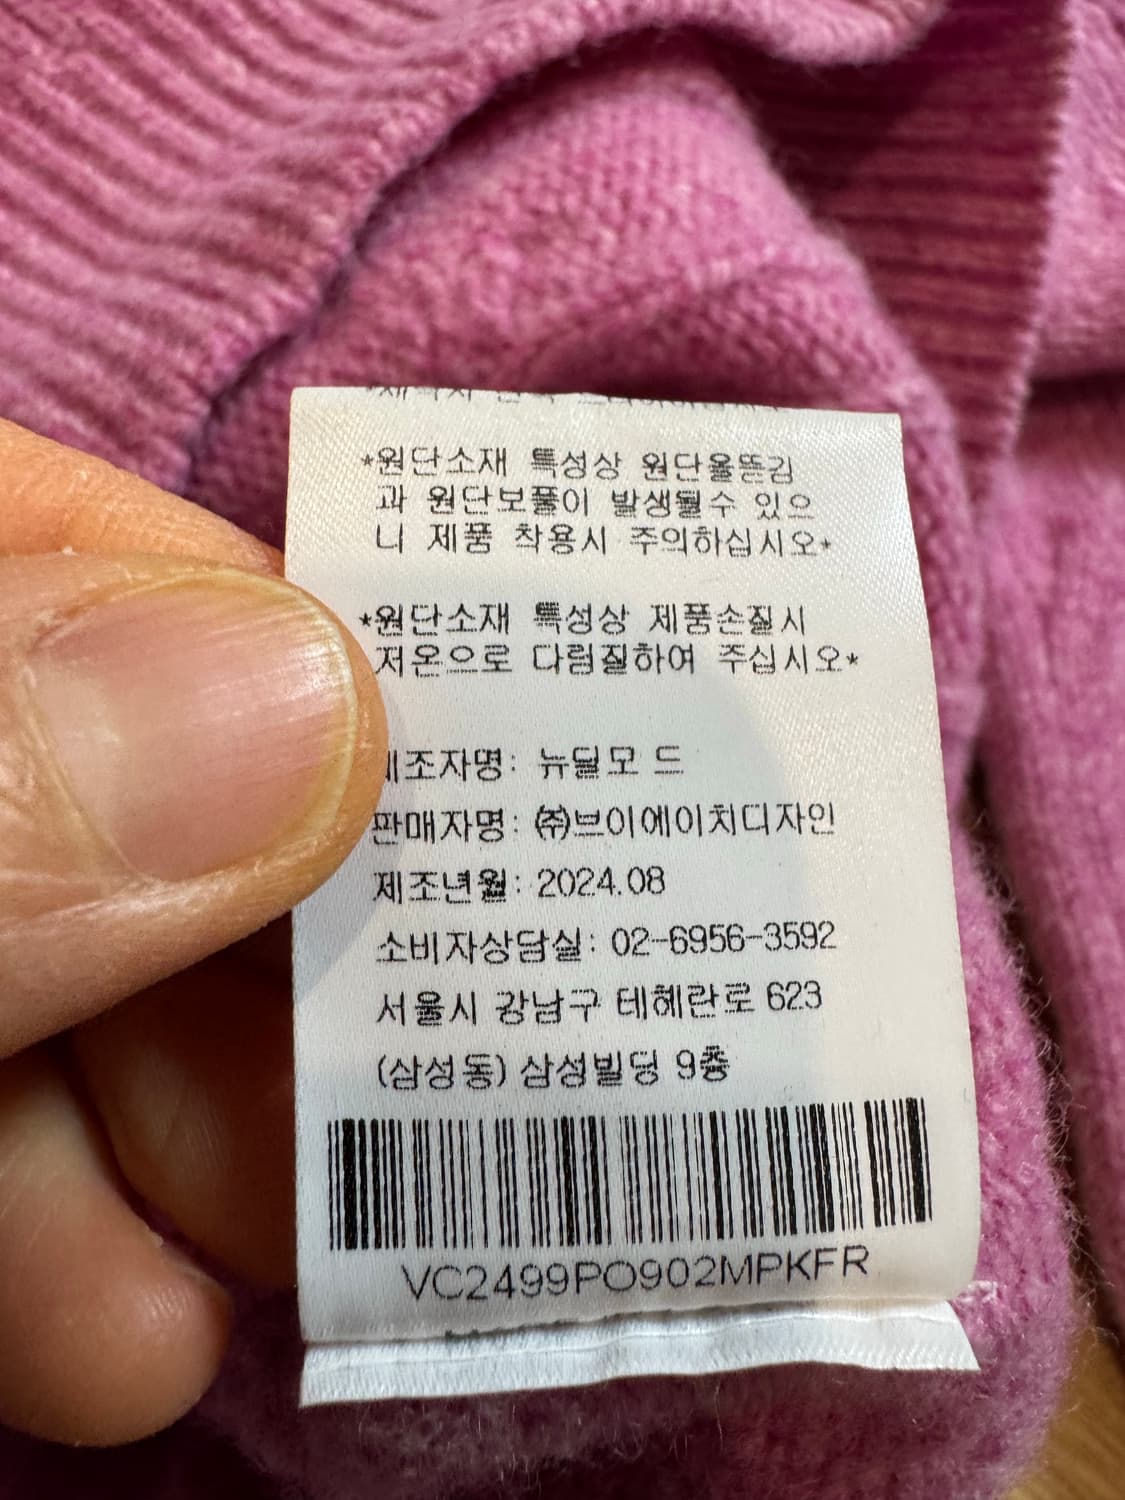 *원단소재 특성상 원단올뜯김
과 원단보풀이 발생될수 있으
니 제품 착용시 주의하십시오*
*원단소재 특성상 제품손질시
저온으로 다림질하여 주십시오*
제조자명: 뉴딜모 드
판매자명: ㈜브이에이치디자인
제조년월: 2024.08
소비자상담실: 02-6956-3592
서울시 강남구 테헤란로 623
(삼성동) 삼성빌딩 9층
VC2499PO902MPKFR